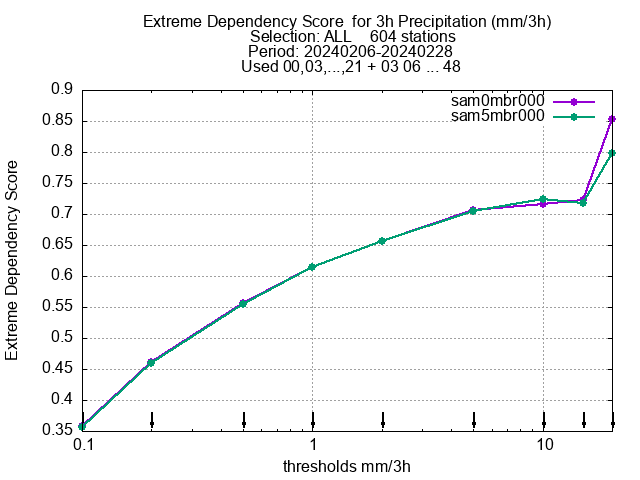 Extreme Dependency Score  for 3h Precipitation (mm/3h)
Selection: ALL    604 stations
Period: 20240206-20240228
Used 00,03,...,21 + 03 06 ... 48
sam0mbr000
sam5mbr000
Extreme Dependency Score
0.9
0.85
0.8
0.75
0.7
0.65
0.6
0.55
0.5
0.45
0.4
0.35
0.1 1 10
thresholds mm/3h